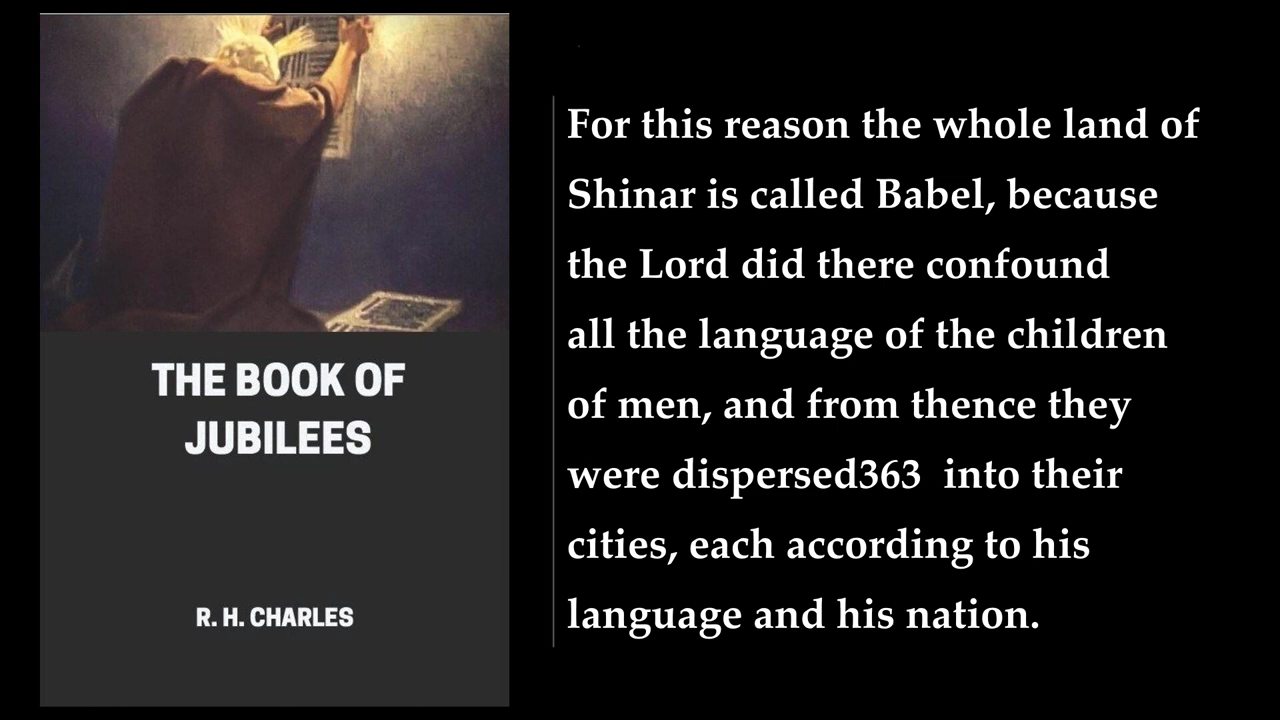 THE BOOK OF
JUBILEES
R. H. CHARLES
For this reason the whole land of
Shinar is called Babel, because
the Lord did there confound
all the language of the children
of men, and from thence they
were dispersed363  into their
cities, each according to his
language and his nation.